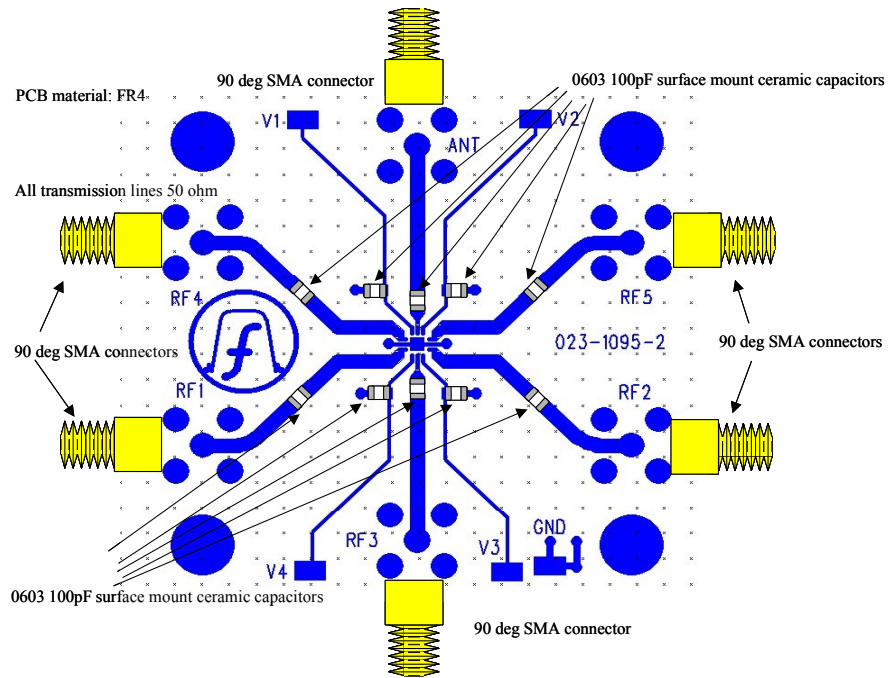 90 deg SMA connector
0603 100pF surface mount ceramic capacitors
PCB material: FR4
V1
V2
ANT
All transmission lines 50 ohm
RF4
RF5
90 deg SMA connectors
023-1095-2
90 deg SMA connectors
RF1
RF2
RF3
V3
GND
V4
0603 100pF surface mount ceramic capacitors
90 deg SMA connector